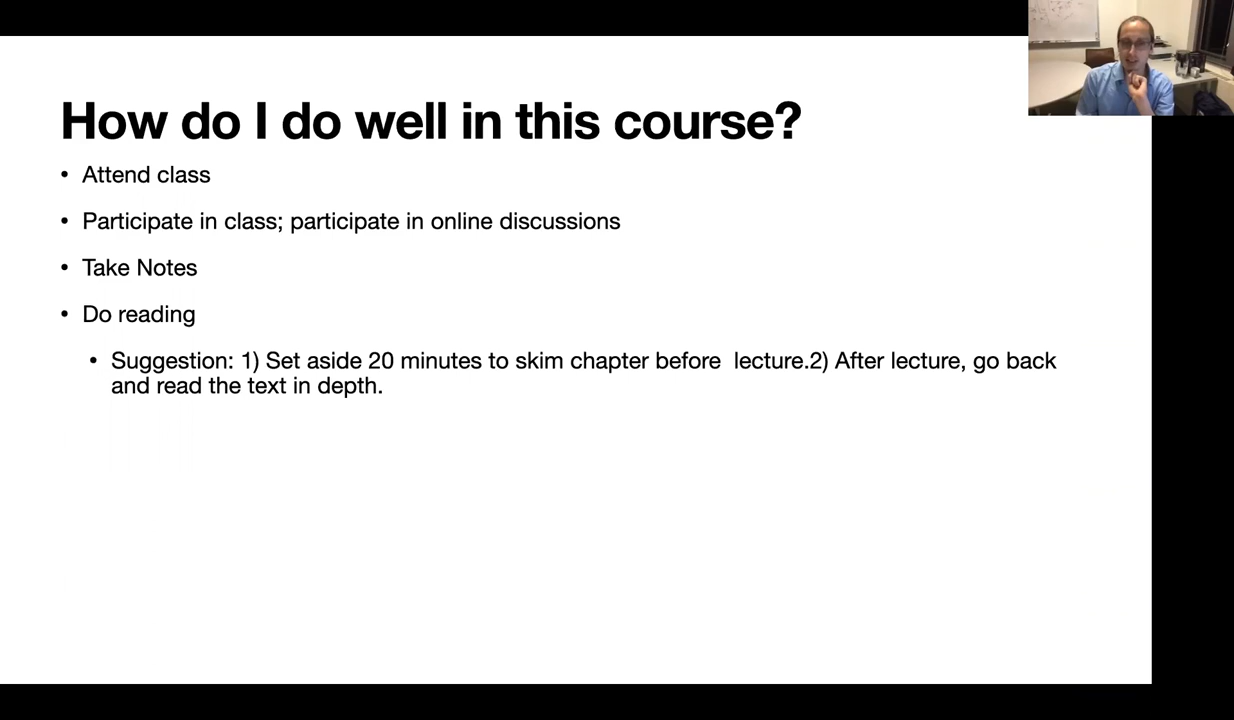 How do I do well in this course?
• Attend class
• Participate in class; participate in online discussions
• Take Notes
• Do reading
• Suggestion: 1) Set aside 20 minutes to skim chapter before  lecture.2) After lecture, go back
and read the text in depth.